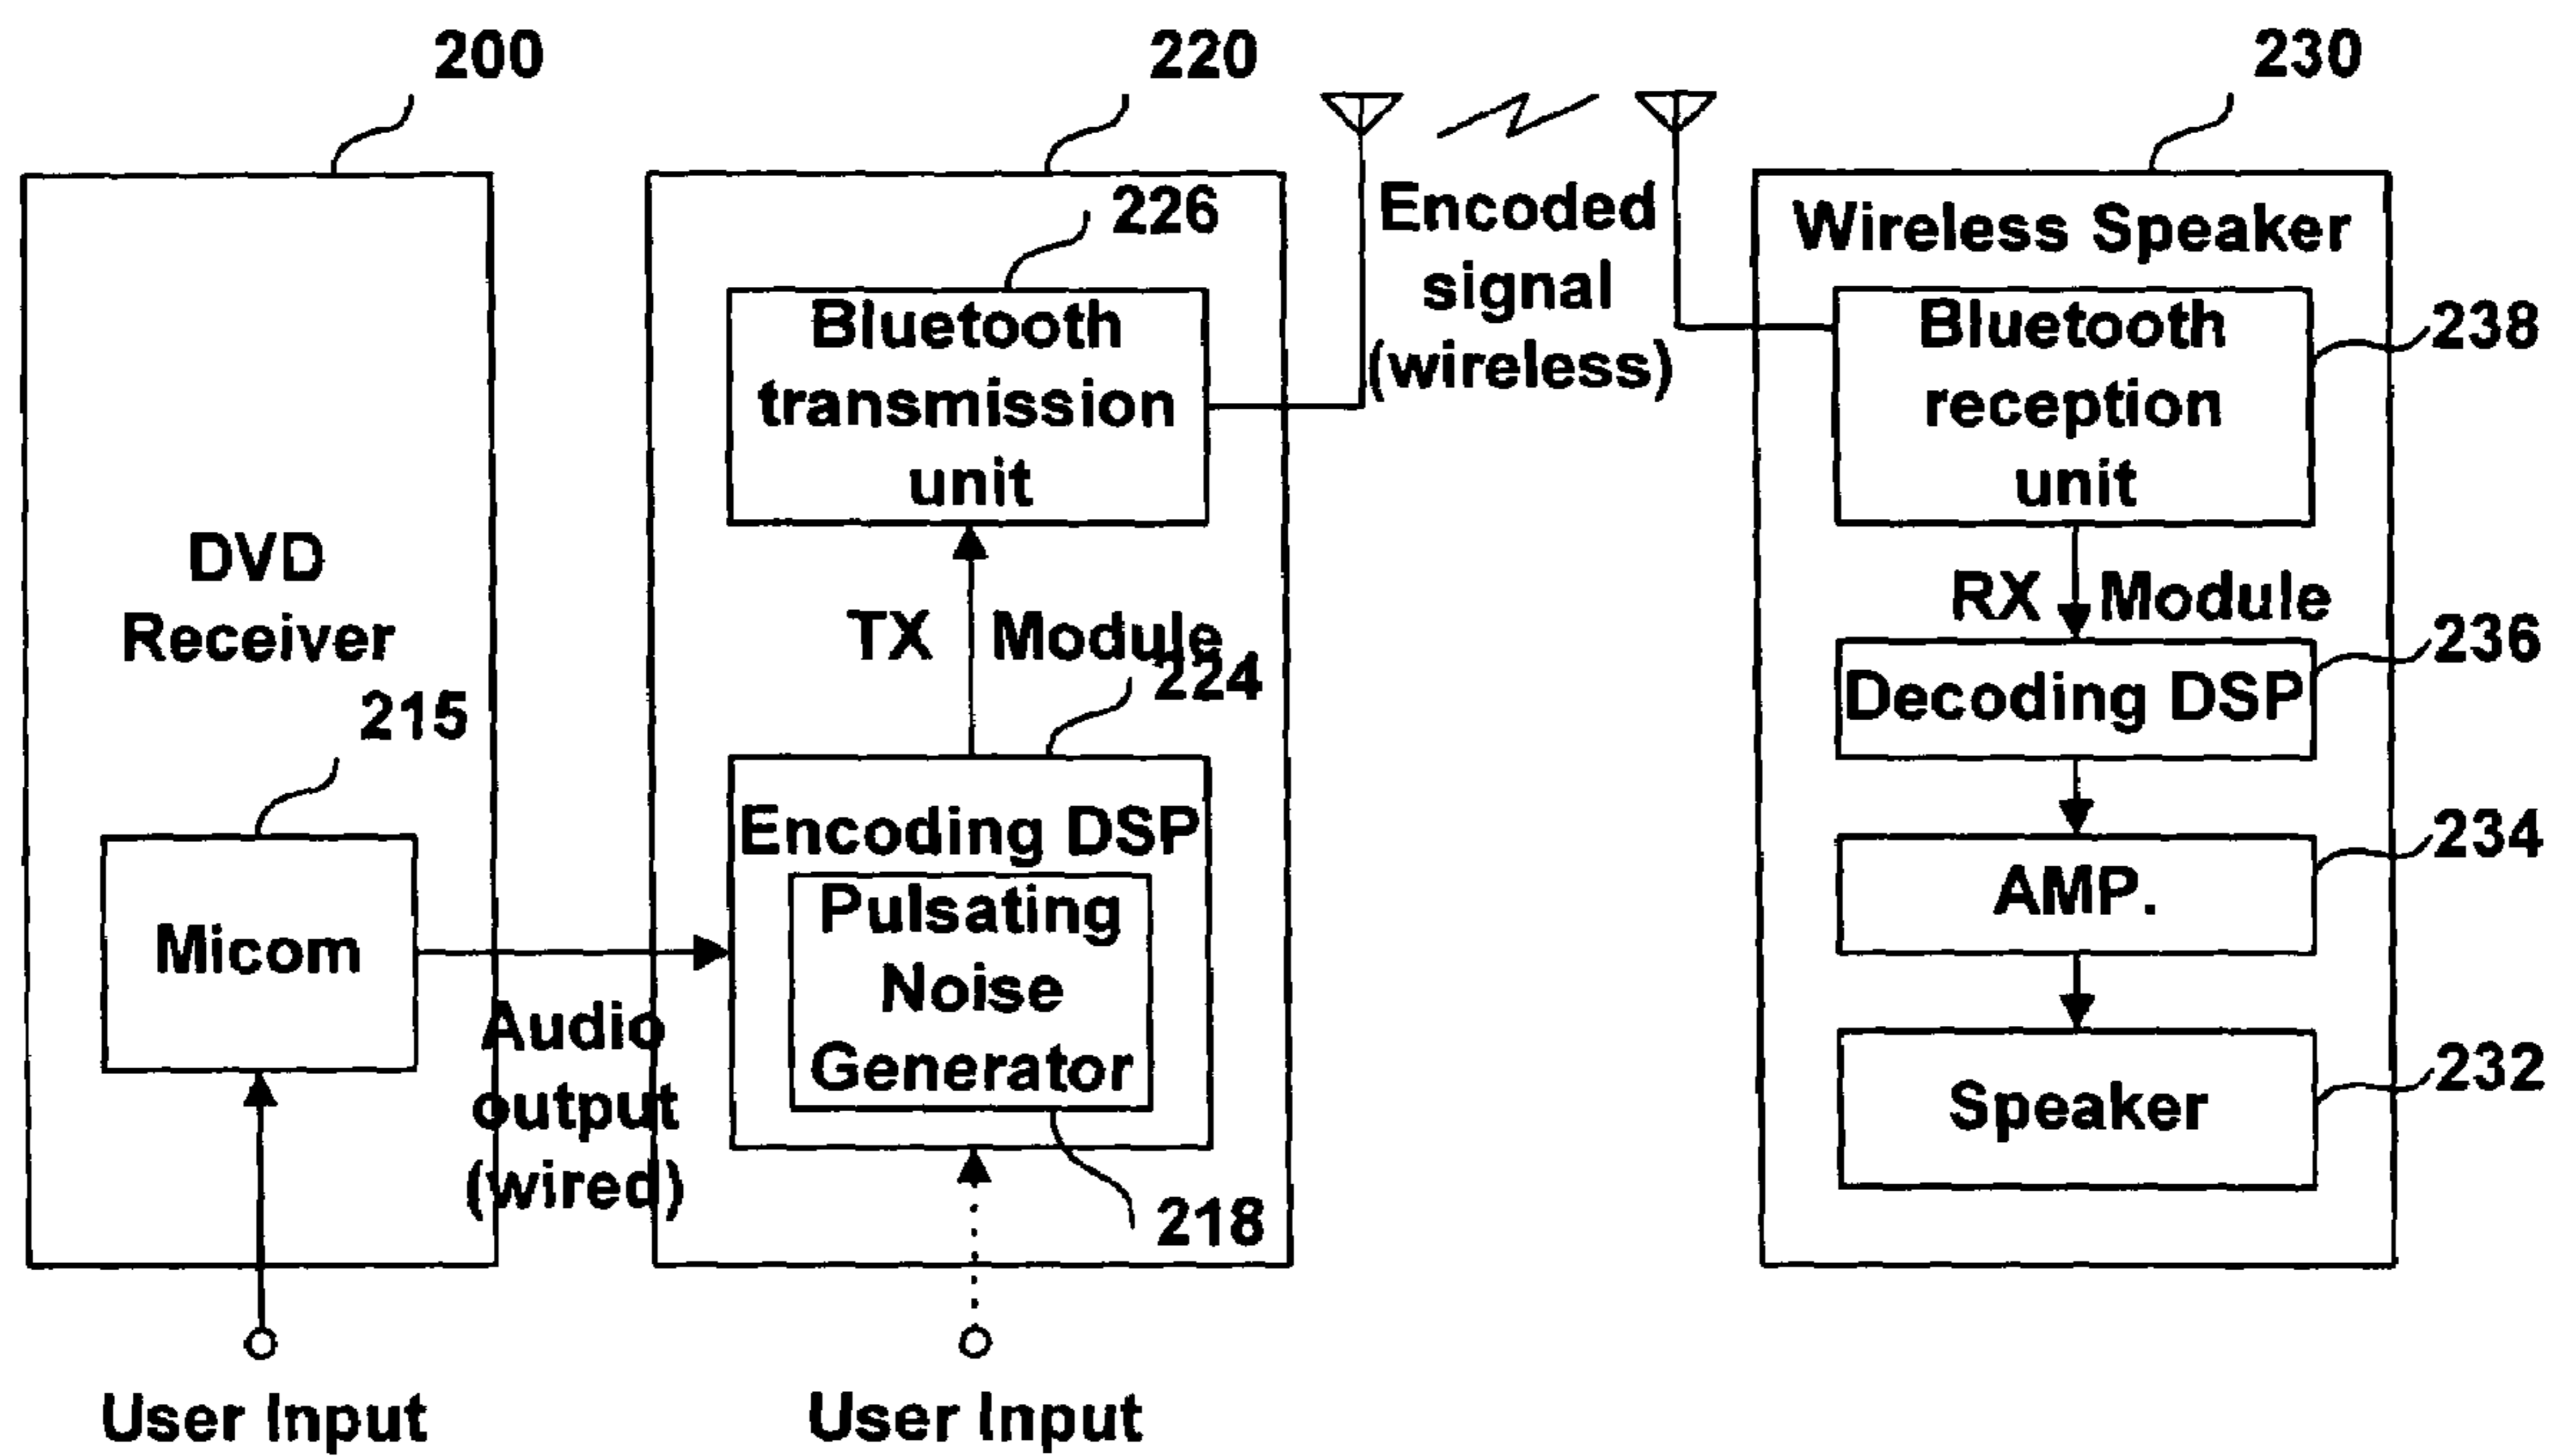 200
220
230
226
Encoded
signal
(wireless)
Wireless Speaker
Bluetooth
transmission
unit
Bluetooth
reception
unit
238
DVD
Receiver
TX Module
224
RX Module
236
Decoding DSP
215
Micom
Encoding DSP
Pulsating
Noise
Generator
234
AMP.
Audio
output
(wired)
218
232
Speaker
User Input
User Input